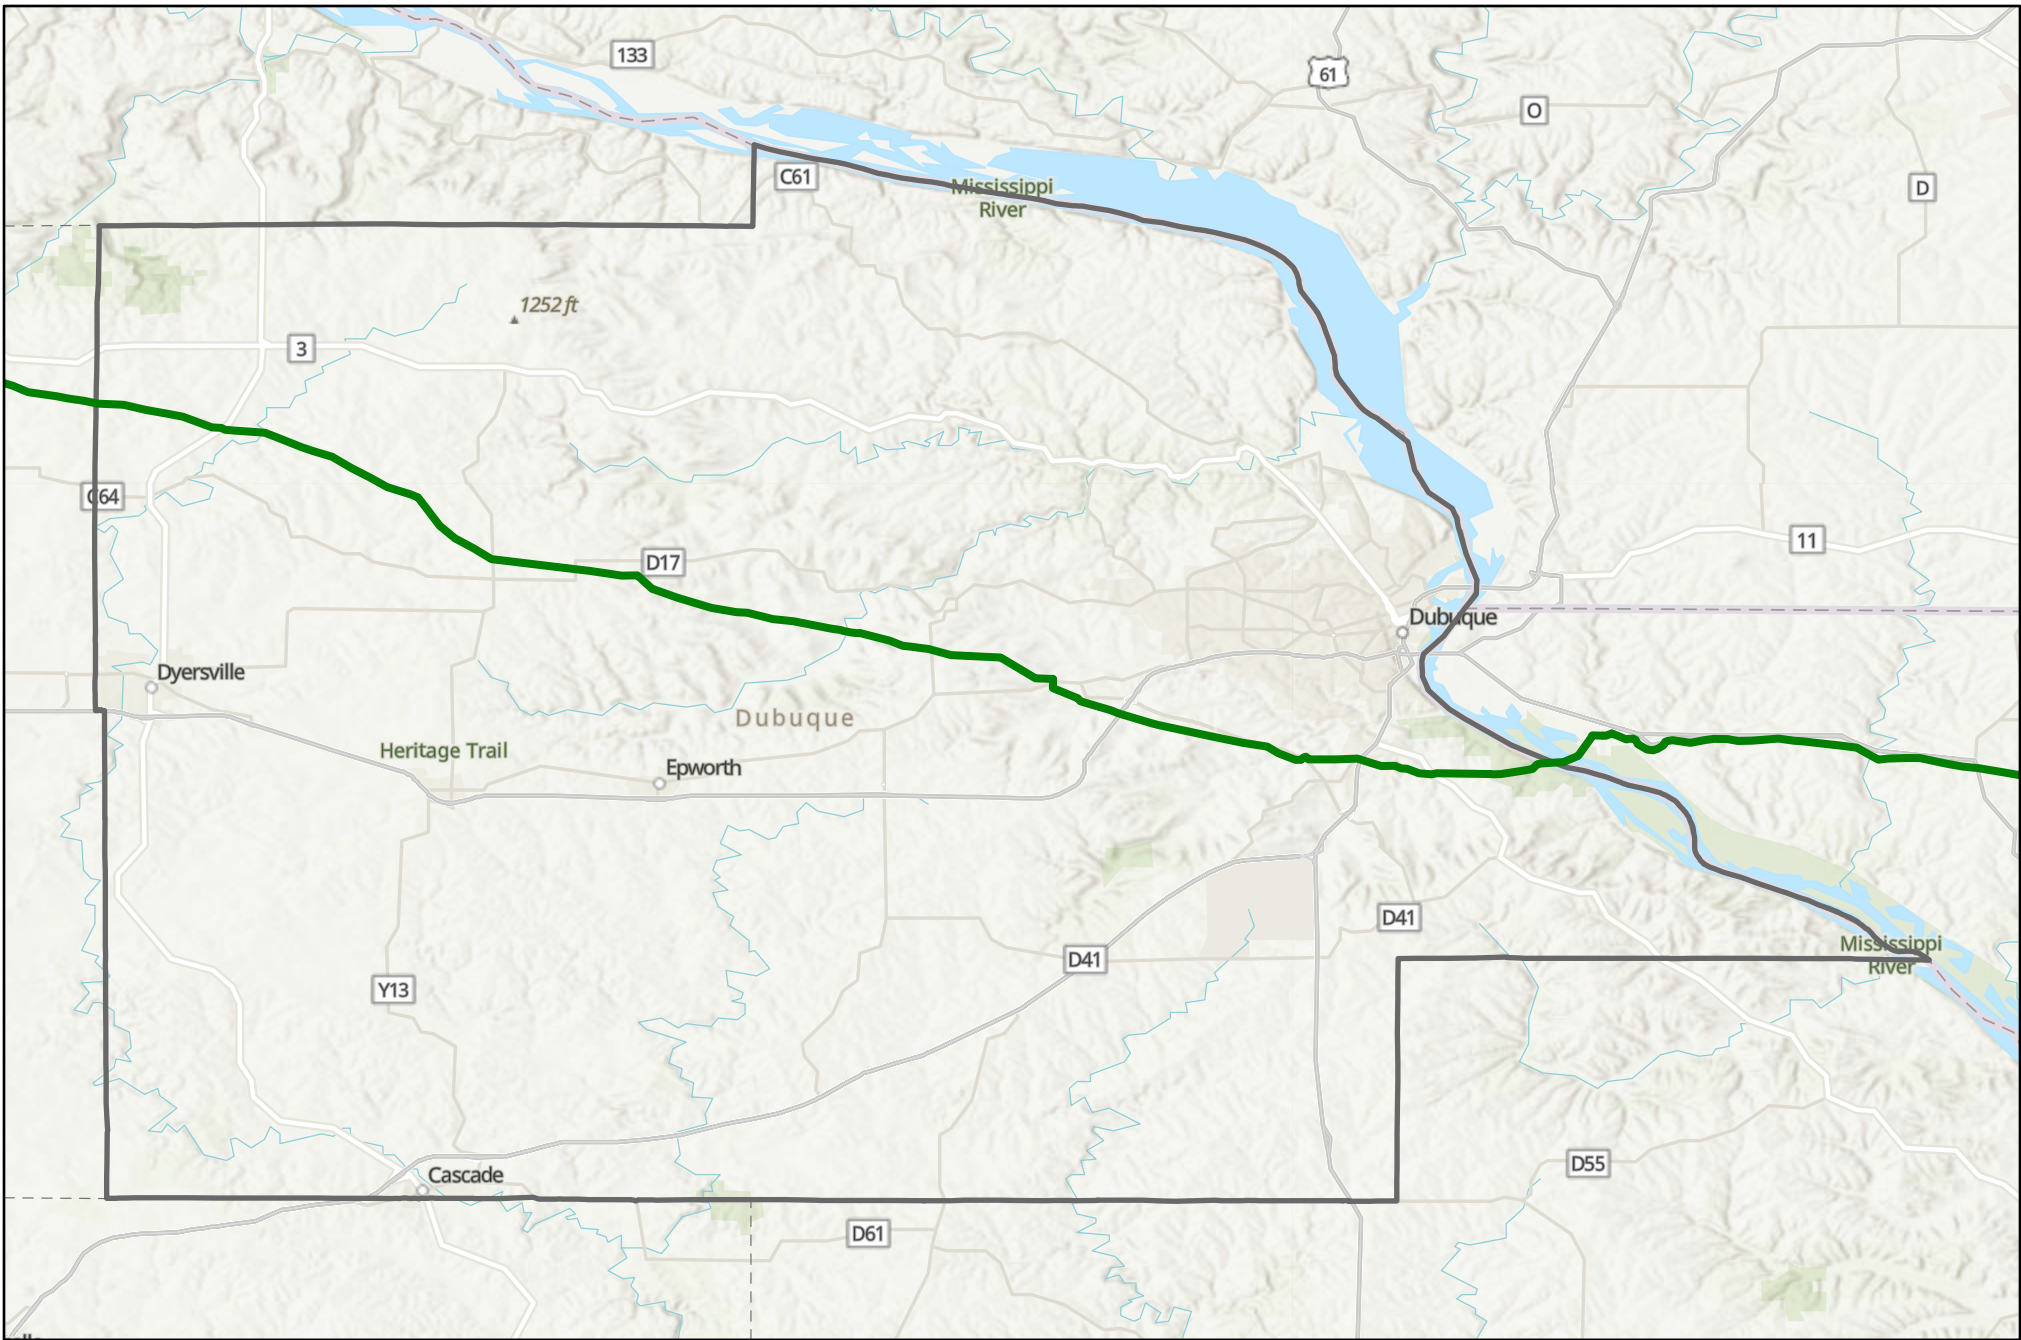 133
61
O
C61
D
Mississippi
River
1252 ft
3
C64
11
D17
Dubuque
Dyersville
Dubuque
Heritage Trail
Epworth
D41
D41
Mississippi
River
Y13
D55
Cascade
D61